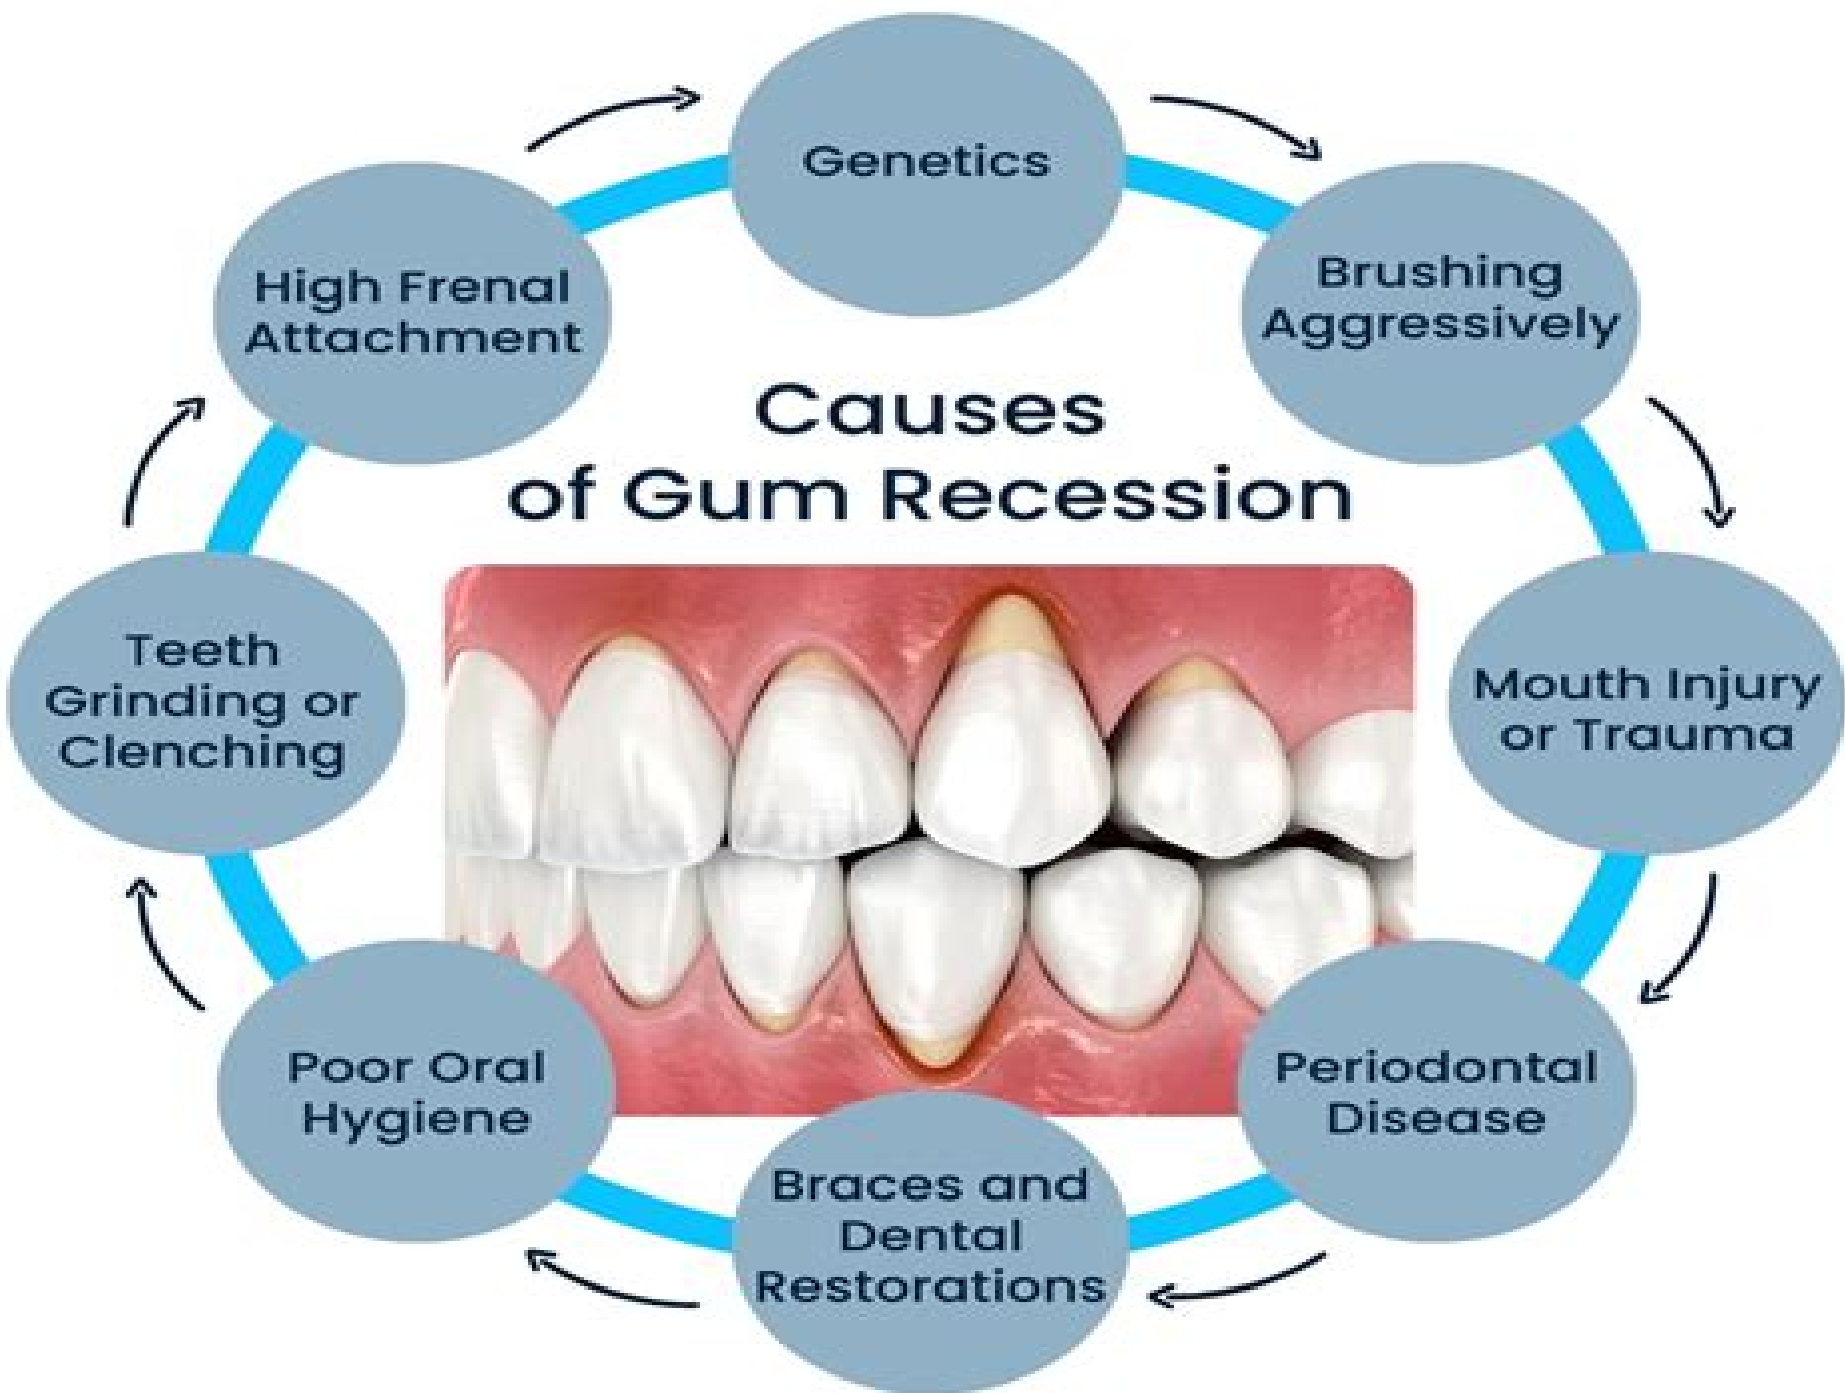 Causes
of Gum Recession
Genetics
Brushing
Aggressively
Mouth Injury
or Trauma
Periodontal
Disease
Braces and
Dental
Restorations
Poor Oral
Hygiene
Teeth
Grinding or
Clenching
High Frenal
Attachment